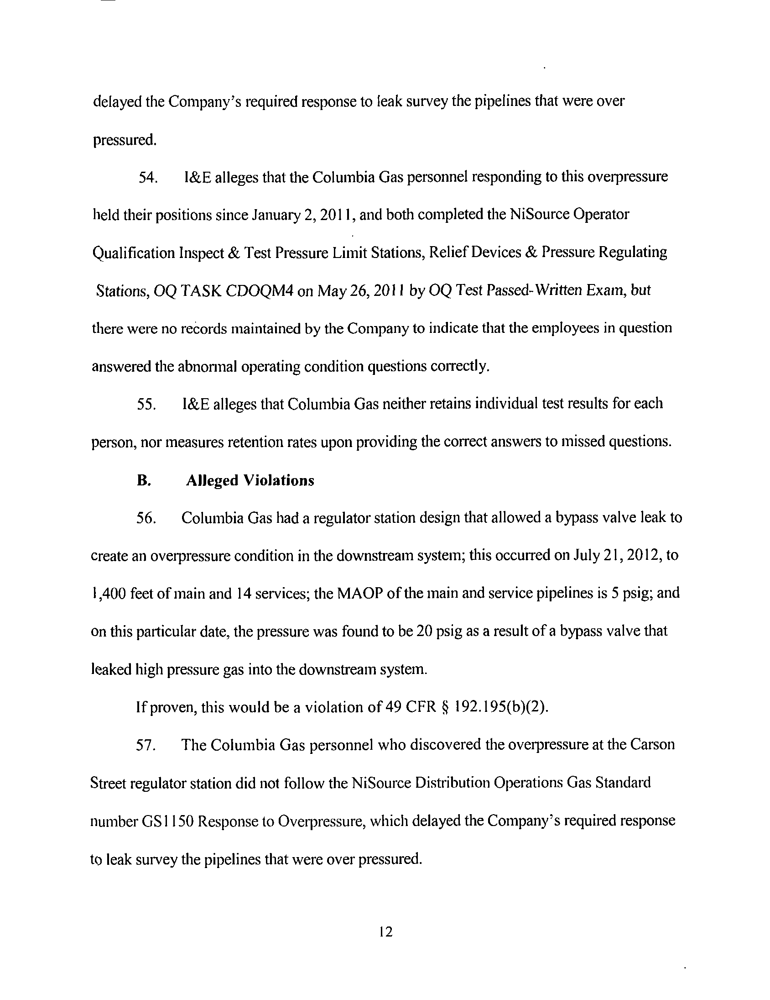 delayed the Company's required response to leak survey the pipelines that were over
pressured.
54. I&E alleges that the Columbia Gas personnel responding to this overpressure
held their positions since January 2, 2011, and both completed the NiSource Operator
Qualification Inspect & Test Pressure Limit Stations, Relief Devices & Pressure Regulating
Stations, OQ TASK CDOQM4 on May 26, 2011 by OQ Test Passed-Written Exam, but
there were no records maintained by the Company to indicate that the employees in question
answered the abnormal operating condition questions correctly.
55. I&E alleges that Columbia Gas neither retains individual test results for each
person, nor measures retention rates upon providing the correct answers to missed questions.
B. Alleged Violations
56. Columbia Gas had a regulator station design that allowed a bypass valve leak to
create an overpressure condition in the downstream system; this occurred on July 21, 2012, to
1,400 feet of main and 14 services; the MAOP of the main and service pipelines is 5 psig; and
on this particular date, the pressure was found to be 20 psig as a result of a bypass valve that
leaked high pressure gas into the downstream system.
If proven, this would be a violation of 49 CFR § 192.195(b)(2).
57. The Columbia Gas personnel who discovered the overpressure at the Carson
Street regulator station did not follow the NiSource Distribution Operations Gas Standard
number GS1150 Response to Overpressure, which delayed the Company's required response
to leak survey the pipelines that were over pressured.
12